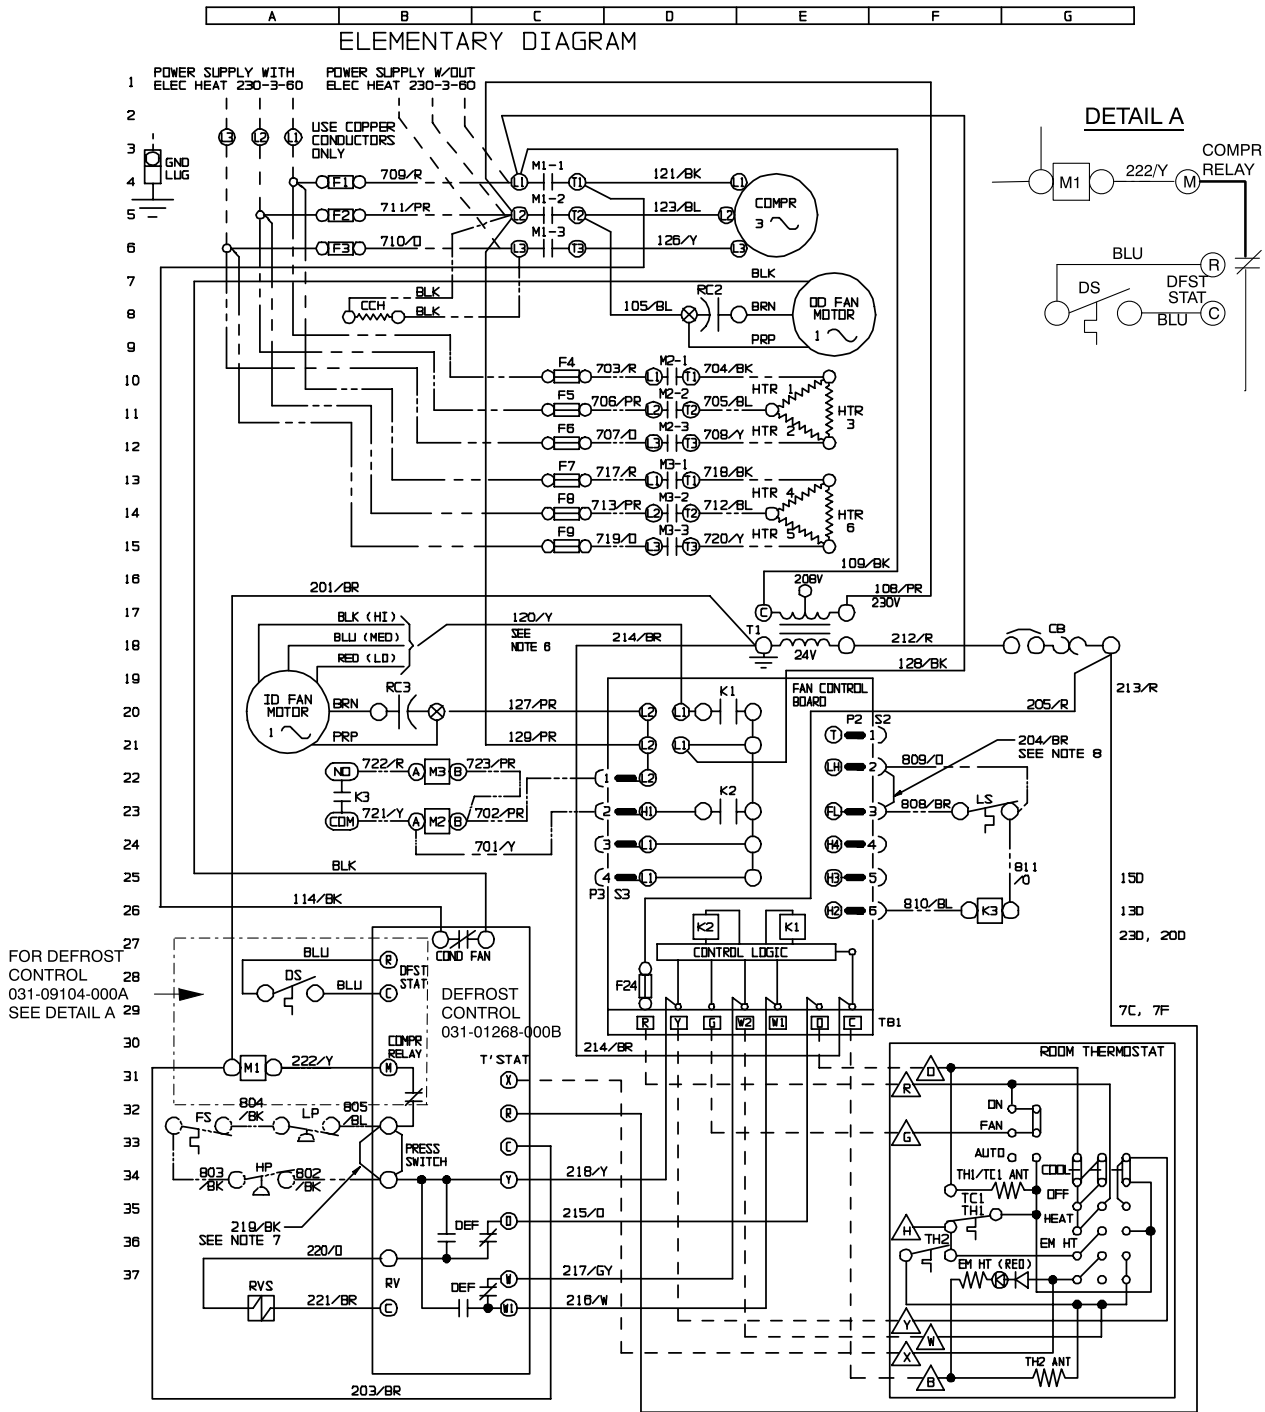 A B C D E F G
ELEMENTARY DIAGRAM
1 POWER SUPPLY WITH POWER SUPPLY W/OUT
ELEC HEAT 230-3-60 ELEC HEAT 230-3-60
2
DETAIL A
L3 L2 L1 USE COPPER
CONDUCTORS
ONLY
3
GND
LUG
COMPR
RELAY
M1 222/Y M
4 F1 709/R L1 M1-1 T1 121/BK L1
COMPR
3
5 F2 711/PR L2 M1-2 T2 123/BL L2
6 F3 710/O L3 M1-3 T3 126/Y L3
BLU R
DS DFST
STAT
BLU C
7 BLK
BLK
8 CCH BLK 105/BL RC2 BRN OD FAN
MOTOR
1
9 PRP
10 F4 703/R L1 M2-1 T1 704/BK
HTR 1
11 F5 706/PR L2 M2-2 T2 705/BL HTR
3
HTR 2
12 F6 707/O L3 M2-3 T3 708/Y
13 F7 717/R L1 M3-1 T1 718/BK
HTR 4
14 F8 713/PR L2 M3-2 T2 712/BL HTR
6
HTR 5
15 F9 719/O L3 M3-3 T3 720/Y
109/BK
16 201/BR 208V 108/PR
230V
17 BLK (HI) 120/Y C
SEE
NOTE 6
214/BR T1
18 BLU (MED) 24V 212/R CB
RED (LO) 128/BK
19 FAN CONTROL
BOARD
213/R
20 ID FAN
MOTOR
1
BRN RC3 127/PR L2 L1 K1 205/R
P2 S2
21 PRP 129/PR L2 L1 T 1
204/BR
SEE NOTE 8
22 NO 722/R A M3 B 723/PR 1 L2 LH 2 809/O
K3
23 COM 721/Y A M2 B 702/PR 2 H1 K2 FL 3 808/BR LS
24 701/Y 3 L1 H4 4
25 BLK 4 L1 H3 5 811
/O
15D
P3 S3
26 114/BK H2 6 810/BL K3 13D
27 COND FAN K2 K1 23D, 20D
CONTROL LOGIC
FOR DEFROST
CONTROL
031-09104-000A
SEE DETAIL A
BLU R
DFST
STAT
28 DS BLU C
DEFROST
CONTROL
031-01268-000B
F24
29 7C, 7F
R Y G W2 W1 O C TB1
30 COMPR
RELAY
214/BR
ROOM THERMOSTAT
T'STAT
31 M1 222/Y M X O
R
32 FS 804
/BK
LP 805
/BL
R ON
FAN
G
33 PRESS
SWITCH
C AUTO
34 803
/BK
HP 802
/BK
Y 218/Y COOL
TH1/TC1 ANT
OFF
35 219/BK
SEE NOTE 7
DEF O 215/O TC1
TH1
HEAT
H
36 220/O TH2 EM HT
37 RVS RV DEF W 217/GY EM HT (RED)
221/BR C W1 216/W
Y
W
X
TH2 ANT
B
203/BR